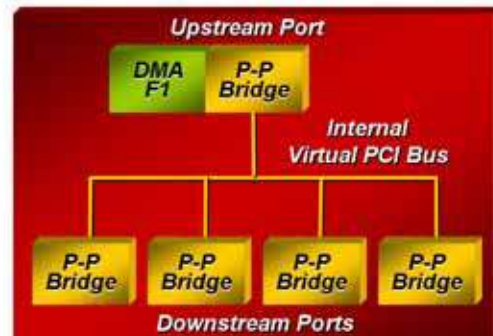 Upstream Port
DMA
F1
P-P
Bridge
Internal
Virtual PCI Bus
P-P
Bridge
P-P
Bridge
P-P
Bridge
P-P
Bridge
Downstream Ports